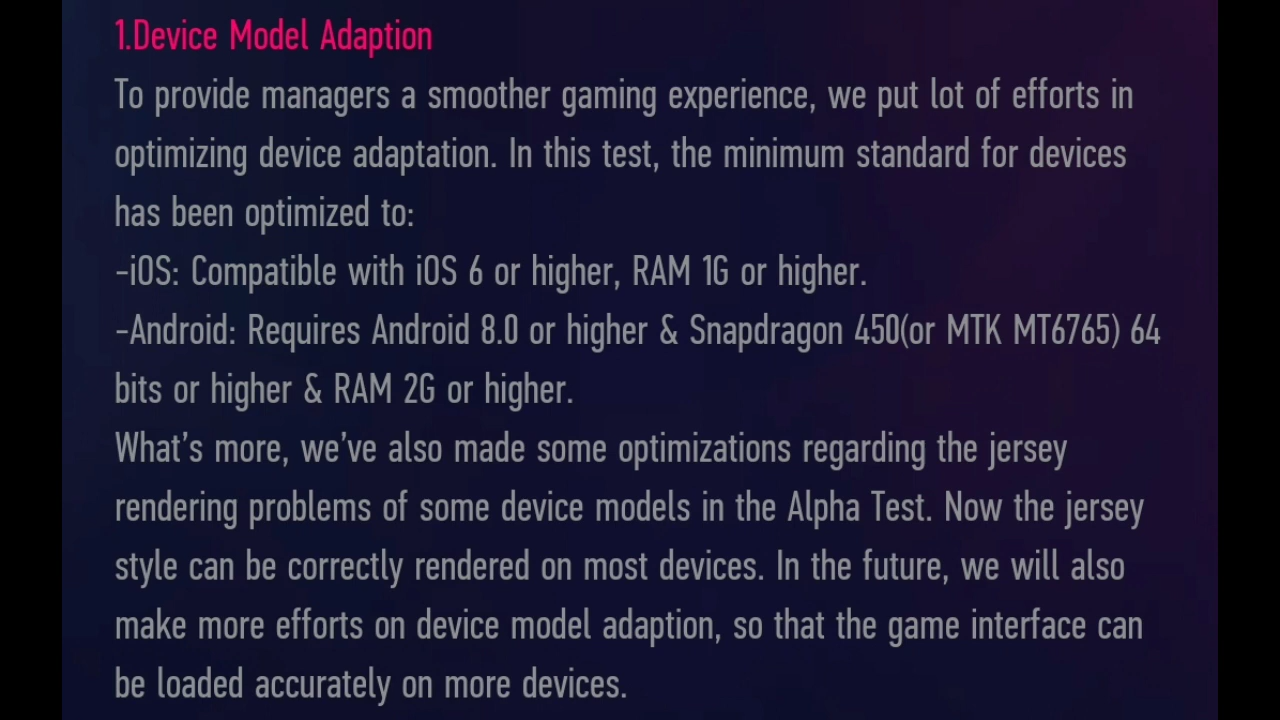 1.Device Model Adaption
To provide managers a smoother gaming experience, we put lot of efforts in
optimizing device adaptation. In this test, the minimum standard for devices
has been optimized to:
-iOS: Compatible with iOS 6 or higher, RAM 1G or higher.
-Android: Requires Android 8.0 or higher & Snapdragon 450(or MTK MT6765) 64
bits or higher & RAM 2G or higher.
What's more, we've also made some optimizations regarding the jersey
rendering problems of some device models in the Alpha Test. Now the jersey
style can be correctly rendered on most devices. In the future, we will also
make more efforts on device model adaption, so that the game interface can
be loaded accurately on more devices.